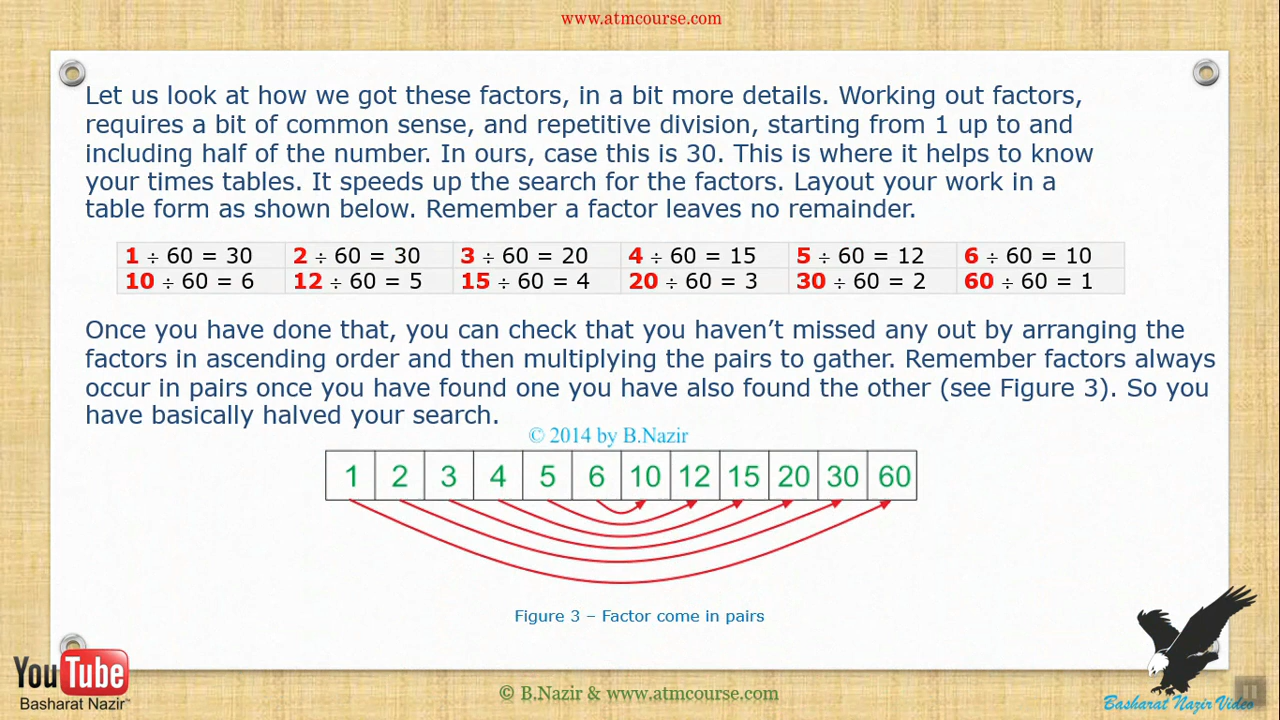 www.atmcourse.com
Let us look at how we got these factors, in a bit more details. Working out factors,
requires a bit of common sense, and repetitive division, starting from 1 up to and
including half of the number. In ours, case this is 30. This is where it helps to know
your times tables. It speeds up the search for the factors. Layout your work in a
table form as shown below. Remember a factor leaves no remainder.
1 ÷ 60 = 30 2 ÷ 60 = 30 3 ÷ 60 = 20 4 ÷ 60 = 15 5 ÷ 60 = 12 6 ÷ 60 = 10
10 ÷ 60 = 6 12 ÷ 60 = 5 15 ÷ 60 = 4 20 ÷ 60 = 3 30 ÷ 60 = 2 60 ÷ 60 = 1
Once you have done that, you can check that you haven’t missed any out by arranging the
factors in ascending order and then multiplying the pairs to gather. Remember factors always
occur in pairs once you have found one you have also found the other (see Figure 3). So you
have basically halved your search.
© 2014 by B.Nazir
1 2 3 4 5 6 10 12 15 20 30 60
Figure 3 – Factor come in pairs
YouTube
Basharat Nazir™
© B.Nazir & www.atmcourse.com
Basharat Nazir Video